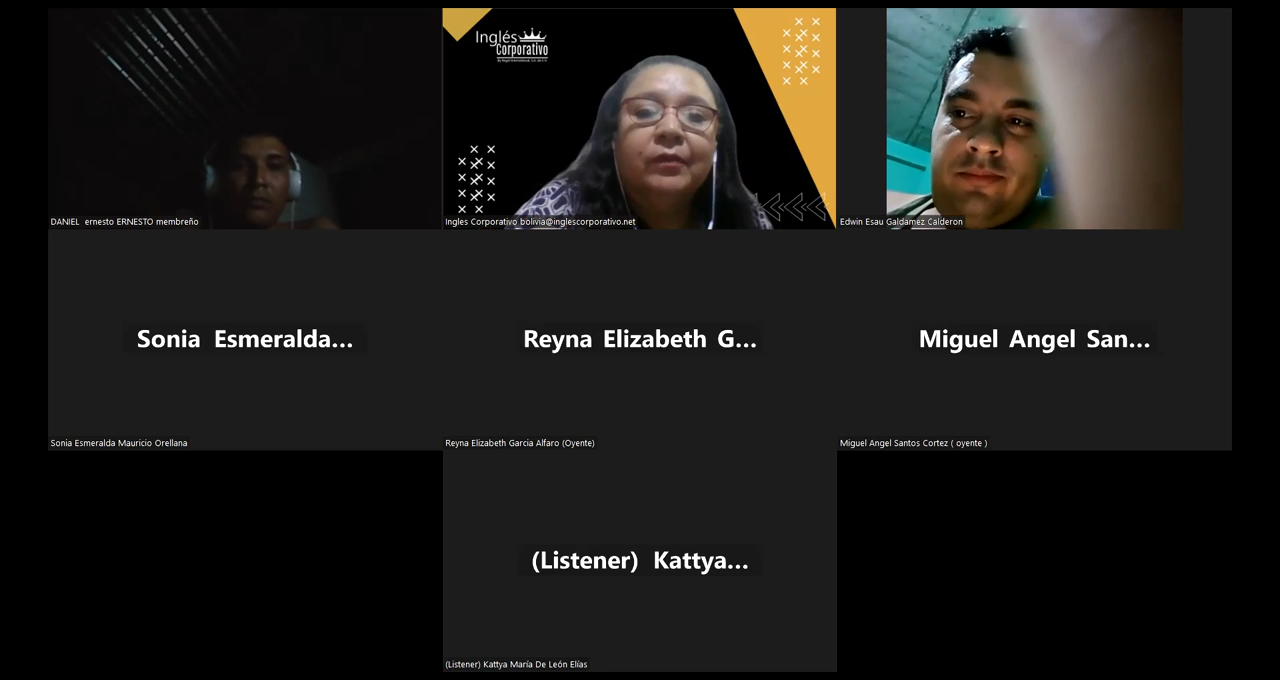 Inglés
Corporativo
DANIEL ernesto ERNESTO membreño
Ingles Corporativo bolivia@inglescorporativo.net
Edwin Esau Galdamez Calderon
Sonia Esmeralda...
Reyna Elizabeth G...
Miguel Angel San...
Sonia Esmeralda Mauricio Orellana
Reyna Elizabeth Garcia Alfaro (Oyente)
Miguel Angel Santos Cortez ( oyente )
(Listener) Kattya...
(Listener) Kattya María De León Elías